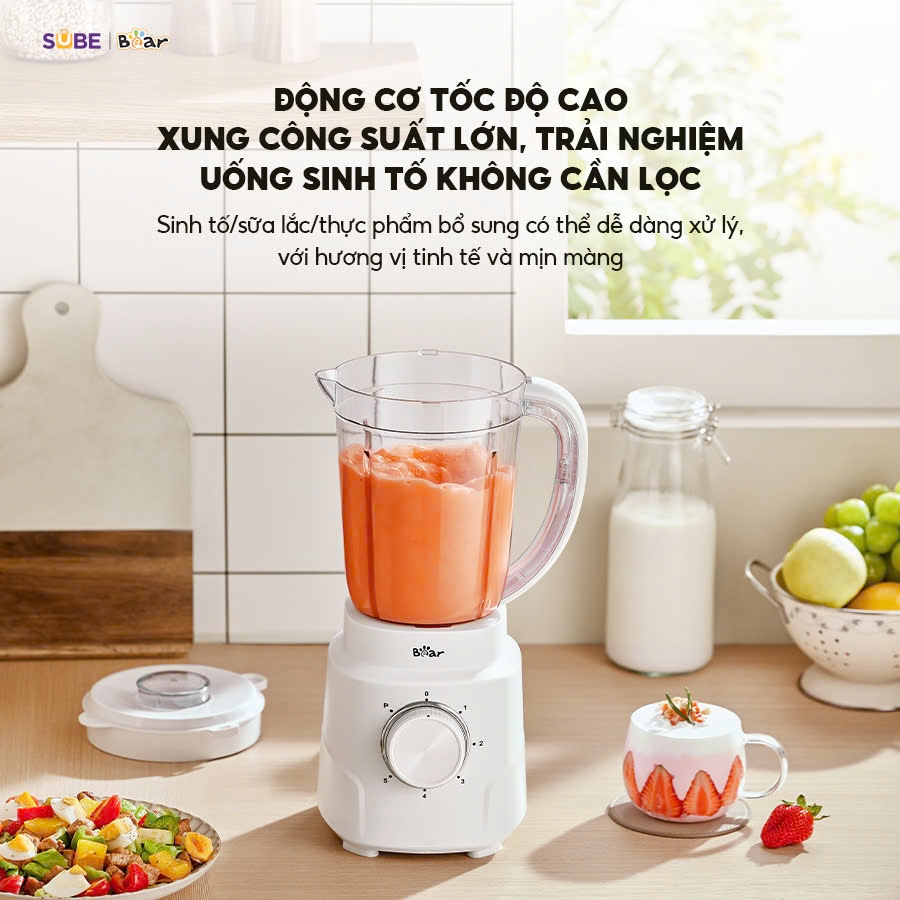 SUBE | Bear
ĐỘNG CƠ TỐC ĐỘ CAO
XUNG CÔNG SUẤT LỚN, TRẢI NGHIỆM
UỐNG SINH TỐ KHÔNG CẦN LỌC
Sinh tố/sữa lắc/thực phẩm bổ sung có thể dễ dàng xử lý,
với hương vị tinh tế và mịn màng
Bear
0
P 1
2
5 3
4